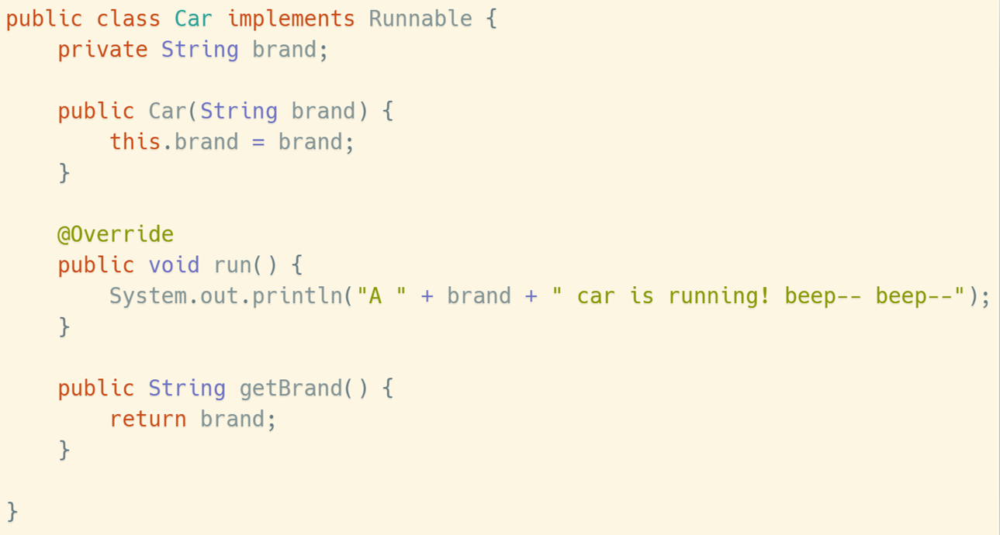 public class Car implements Runnable {
    private String brand;

    public Car(String brand) {
        this.brand = brand;
    }

    @Override
    public void run() {
        System.out.println("A " + brand + " car is running! beep-- beep--");
    }

    public String getBrand() {
        return brand;
    }

}